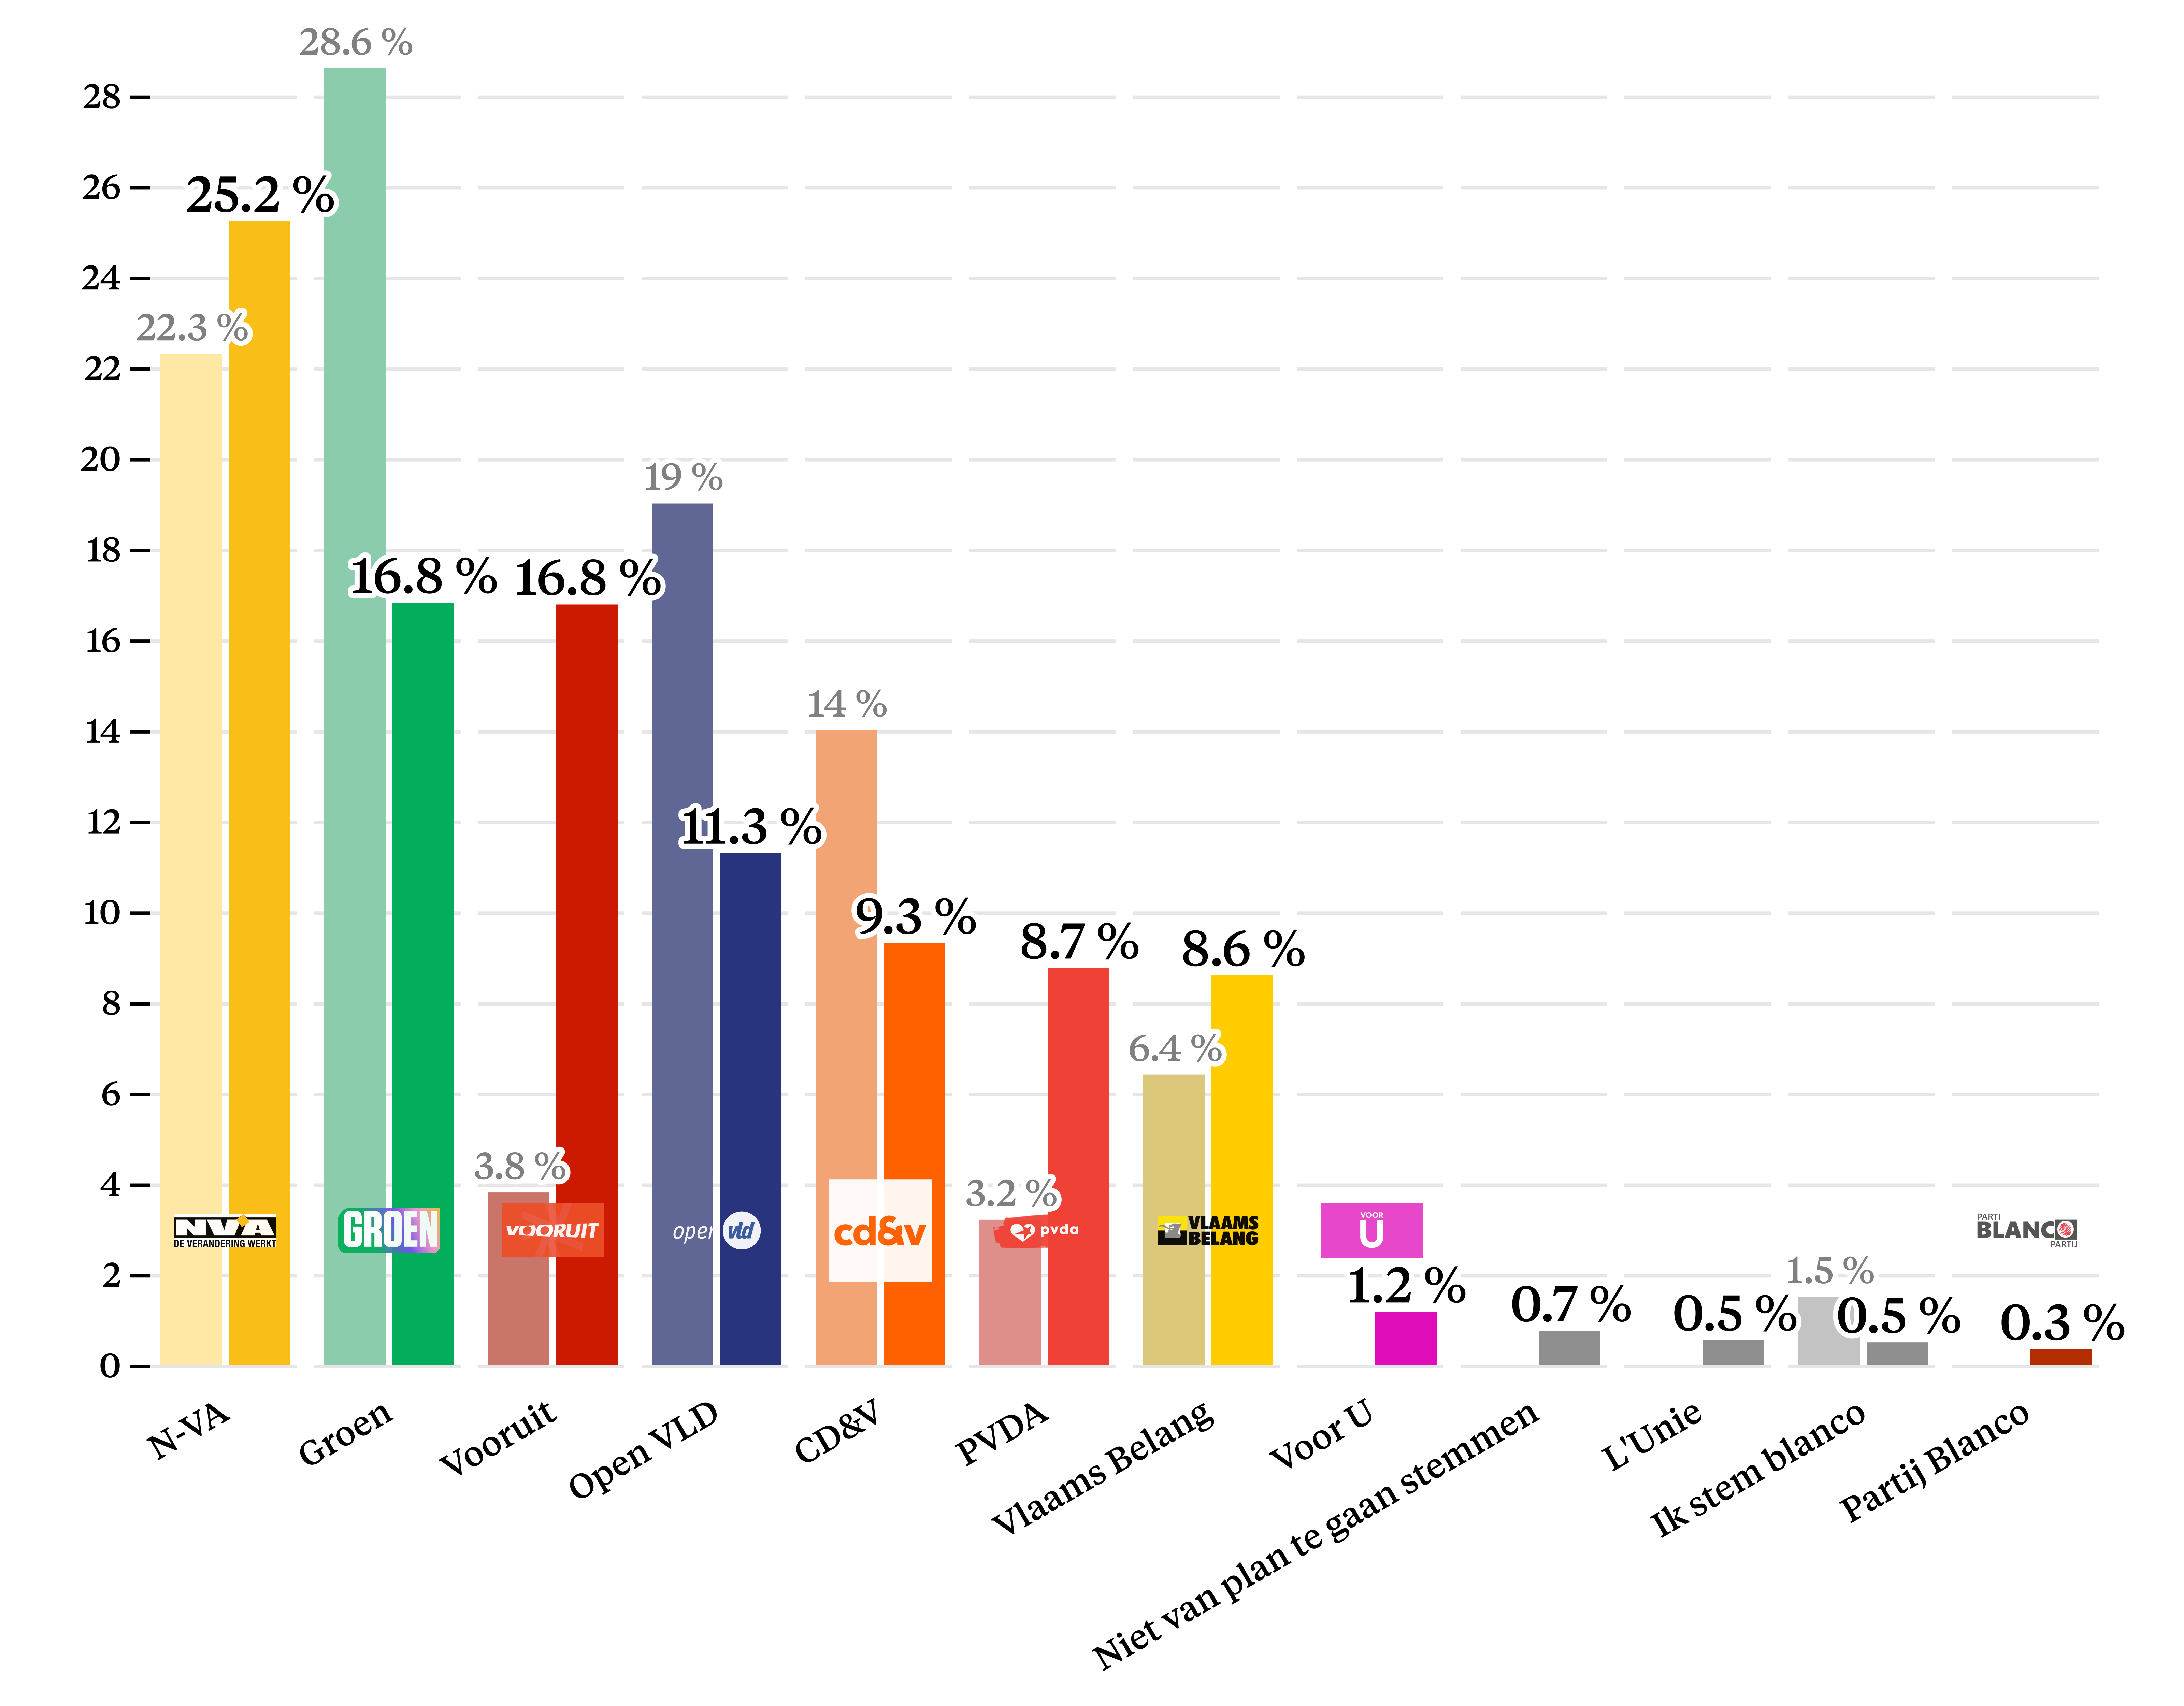 28.6 %
28
26
25.2 %
24
22.3 %
22
20
19 %
18
16.8 %
16.8 %
16
14 %
14
12
11.3 %
10
9.3 %
8.7 %
8.6 %
8
6.4 %
6
3.8 %
4
3.2 %
NVA
DE VERANDERING WERKT
GROEN
VOORUIT
open vld
cd&v
pvda
VLAAMS
BELANG
VOOR
U
PARTI
BLANCO
PARTIJ
2
1.2 %
0.7 %
0.5 %
1.5 %
0.5 %
0.3 %
0
N-VA
Groen
Vooruit
Open VLD
CD&V
PVDA
Vlaams Belang
Voor U
Niet van plan te gaan stemmen
L'Unie
Ik stem blanco
Partij Blanco